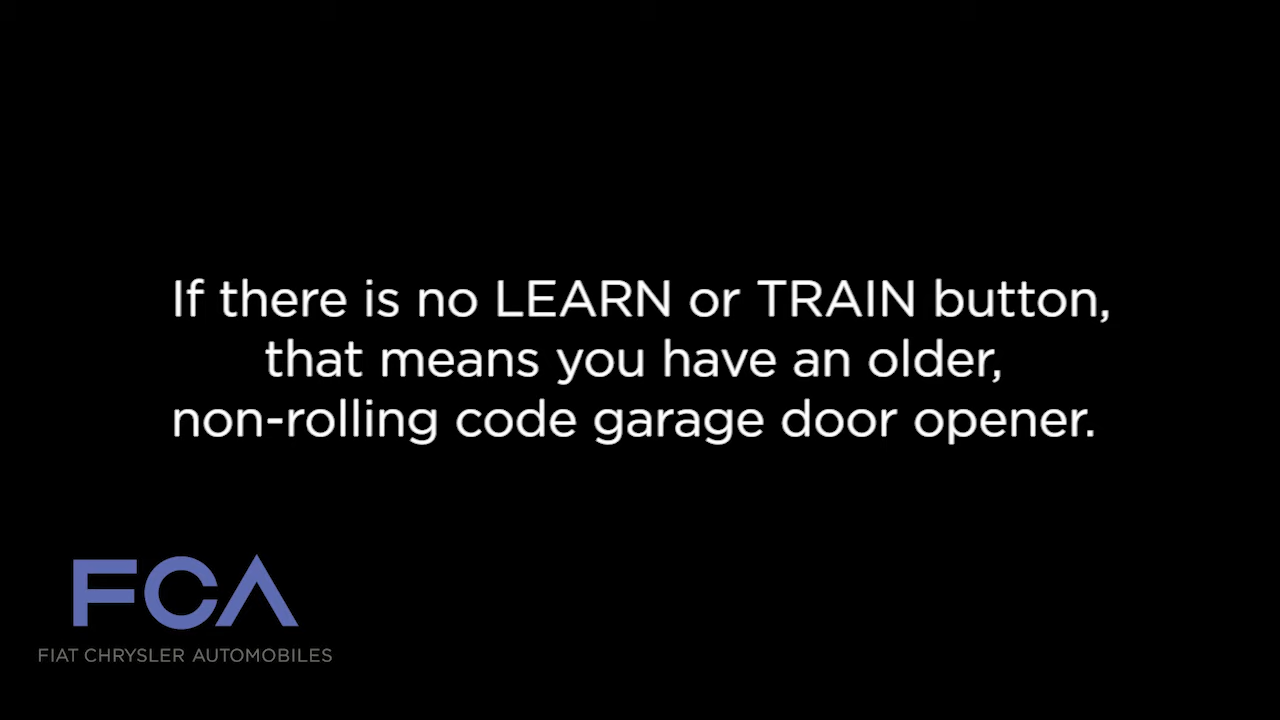 If there is no LEARN or TRAIN button,
that means you have an older,
non-rolling code garage door opener.
FCA
FIAT CHRYSLER AUTOMOBILES